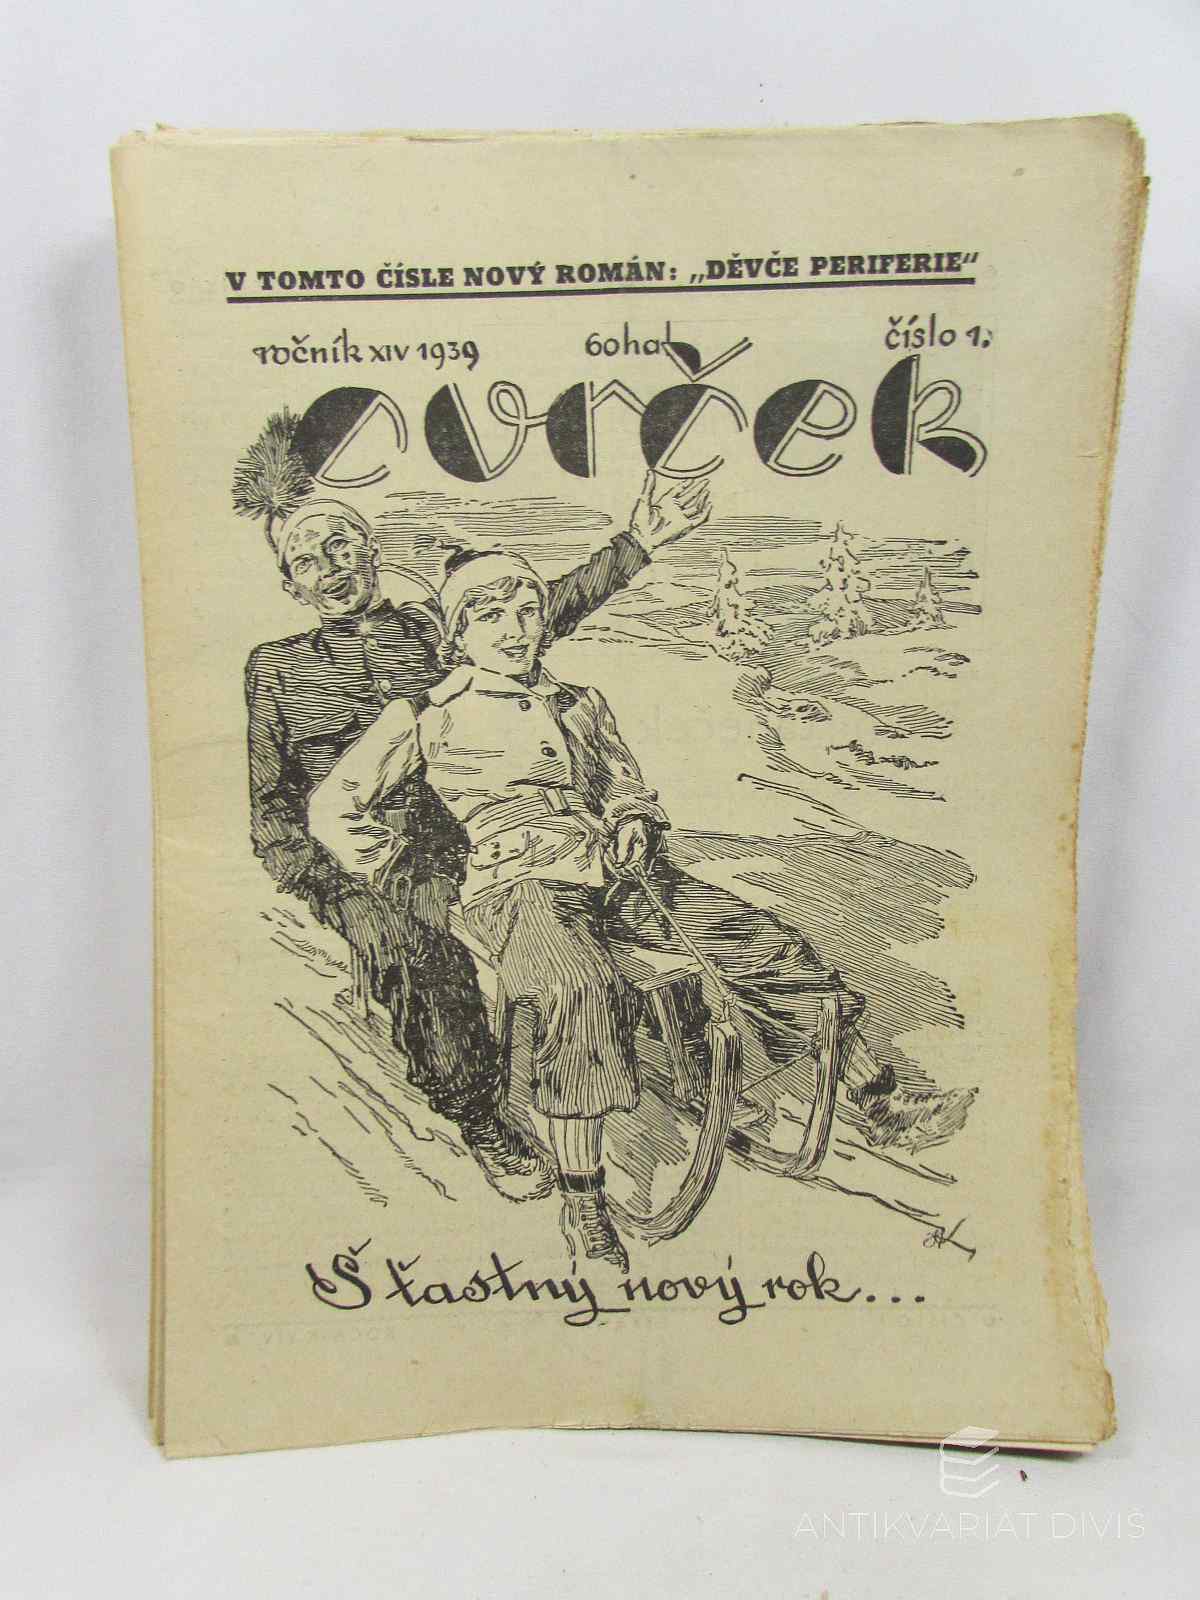 V TOMTO ČÍSLE NOVÝ ROMÁN: „DĚVČE PERIFERIE“
ročník XIV 1939 60 hal číslo 1.
cvrček
AK
Šťastný nový rok...
ANTIKVARIÁT DIVIŠ